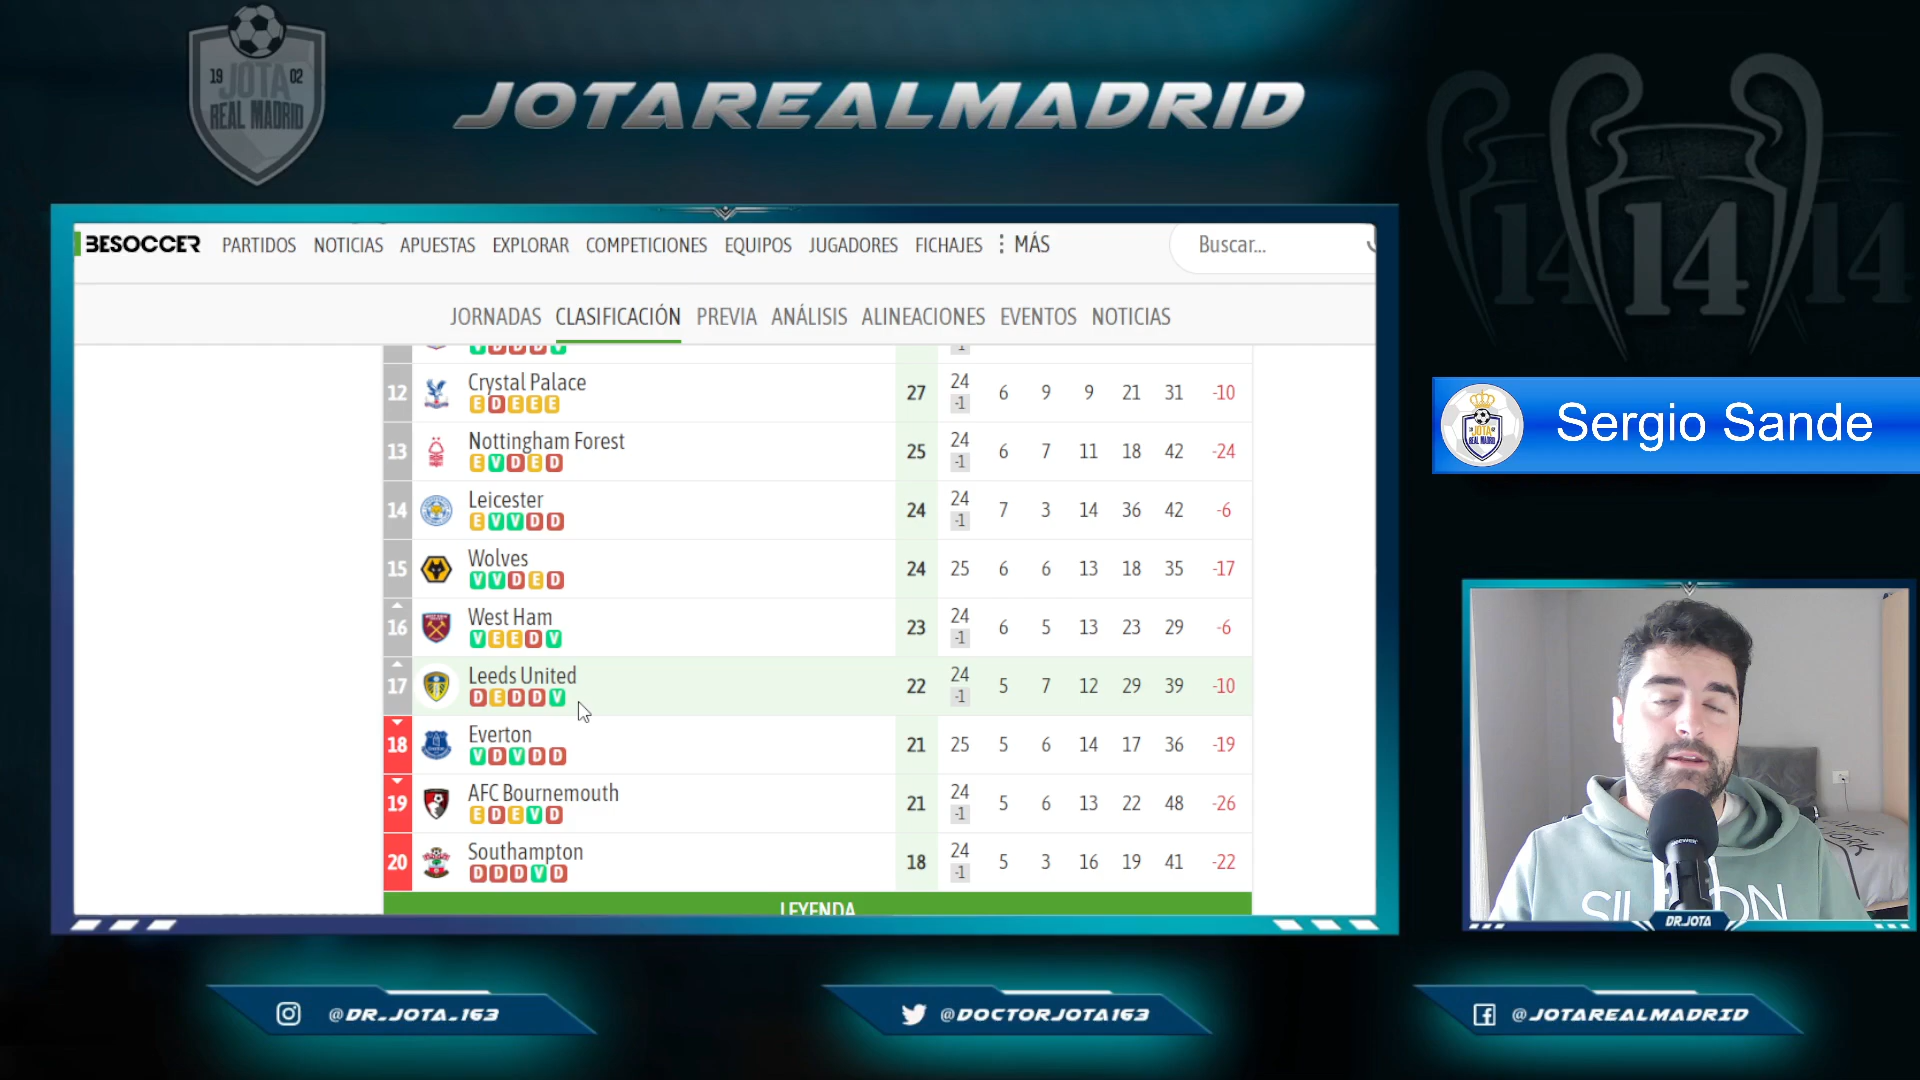 19 02
JOTA
REAL MADRID
JOTAREALMADRID
14 14 14
BESOCCER PARTIDOS NOTICIAS APUESTAS EXPLORAR COMPETICIONES EQUIPOS JUGADORES FICHAJES MÁS Buscar...
JORNADAS CLASIFICACIÓN PREVIA ANÁLISIS ALINEACIONES EVENTOS NOTICIAS
V D D D V -1
12 Crystal Palace 27 24 6 9 9 21 31 -10
E D E E E -1
13 Nottingham Forest 25 24 6 7 11 18 42 -24
E V D E D -1
14 Leicester 24 24 7 3 14 36 42 -6
E V V D D -1
15 Wolves 24 25 6 6 13 18 35 -17
V V D E D
16 West Ham 23 24 6 5 13 23 29 -6
V E E D V -1
17 Leeds United 22 24 5 7 12 29 39 -10
D E D D V -1
18 Everton 21 25 5 6 14 17 36 -19
V D V D D
19 AFC Bournemouth 21 24 5 6 13 22 48 -26
E D E V D -1
20 Southampton 18 24 5 3 16 19 41 -22
D D D V D -1
LEYENDA
JOTA
REAL MADRID
Sergio Sande
DR.JOTA
@DR_JOTA_163
@DOCTORJOTA163
@JOTAREALMADRID